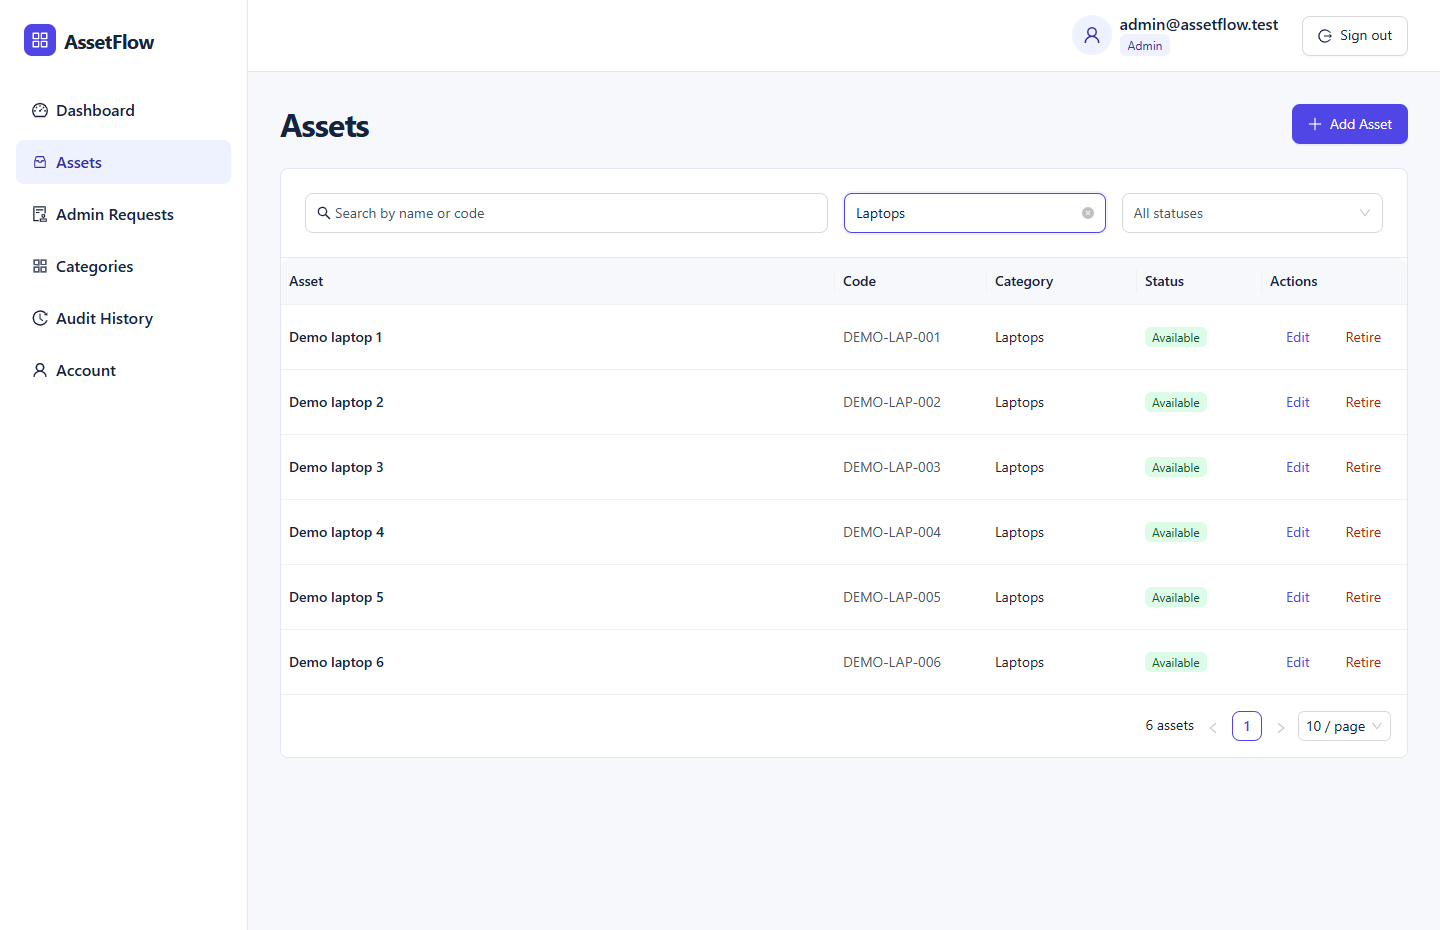 AssetFlow
admin@assetflow.test
Admin
Sign out
Dashboard
Assets
Admin Requests
Categories
Audit History
Account
Assets
Add Asset
Search by name or code
Laptops
All statuses
Asset Code Category Status Actions
Demo laptop 1 DEMO-LAP-001 Laptops Available Edit Retire
Demo laptop 2 DEMO-LAP-002 Laptops Available Edit Retire
Demo laptop 3 DEMO-LAP-003 Laptops Available Edit Retire
Demo laptop 4 DEMO-LAP-004 Laptops Available Edit Retire
Demo laptop 5 DEMO-LAP-005 Laptops Available Edit Retire
Demo laptop 6 DEMO-LAP-006 Laptops Available Edit Retire
6 assets < 1 > 10 / page